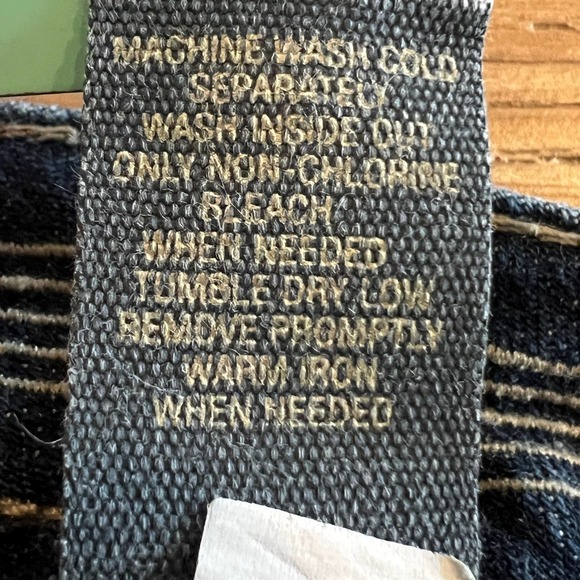 MACHINE WASH COLD
SEPARATELY
WASH INSIDE OUT
ONLY NON-CHLORINE
BLEACH
WHEN NEEDED
TUMBLE DRY LOW
REMOVE PROMPTLY
WARM IRON
WHEN NEEDED